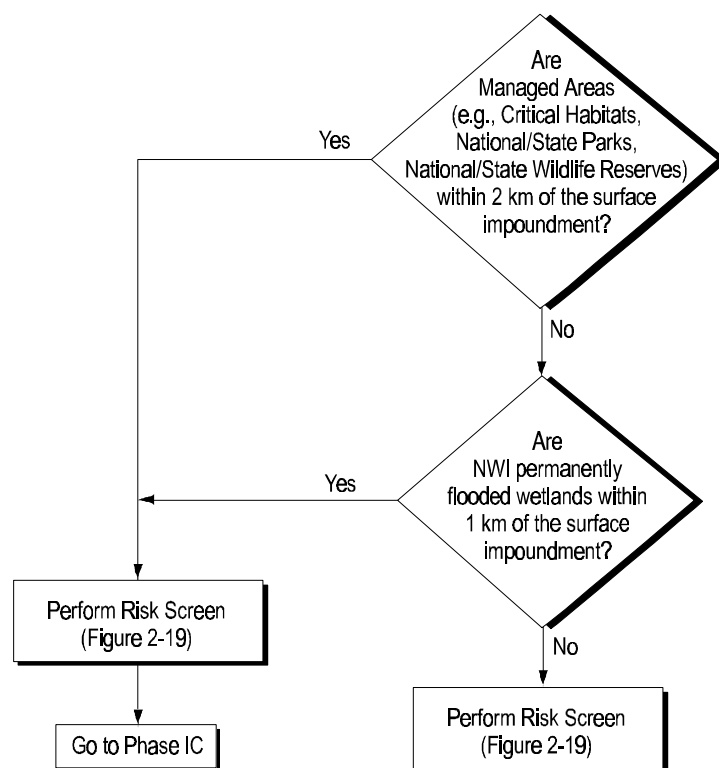 Are
Managed Areas
(e.g., Critical Habitats,
National/State Parks,
National/State Wildlife Reserves)
within 2 km of the surface
impoundment?
Yes
No
Are
NWI permanently
flooded wetlands within
1 km of the surface
impoundment?
Yes
No
Perform Risk Screen
(Figure 2-19)
Go to Phase IC
Perform Risk Screen
(Figure 2-19)